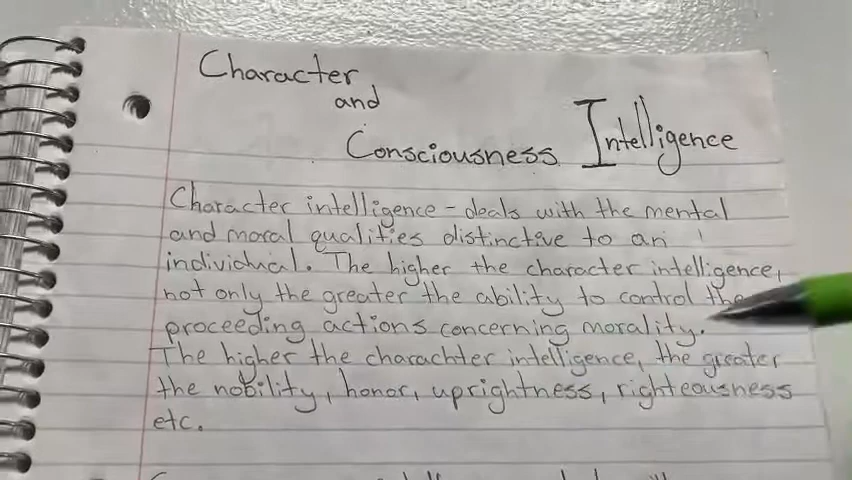 Character
and
Consciousness Intelligence
Character intelligence - deals with the mental
and moral qualities distinctive to an
individual. The higher the character intelligence,
not only the greater the ability to control the
proceeding actions concerning morality.
The higher the charachter intelligence, the greater
the nobility, honor, uprightness, righteousness
etc.